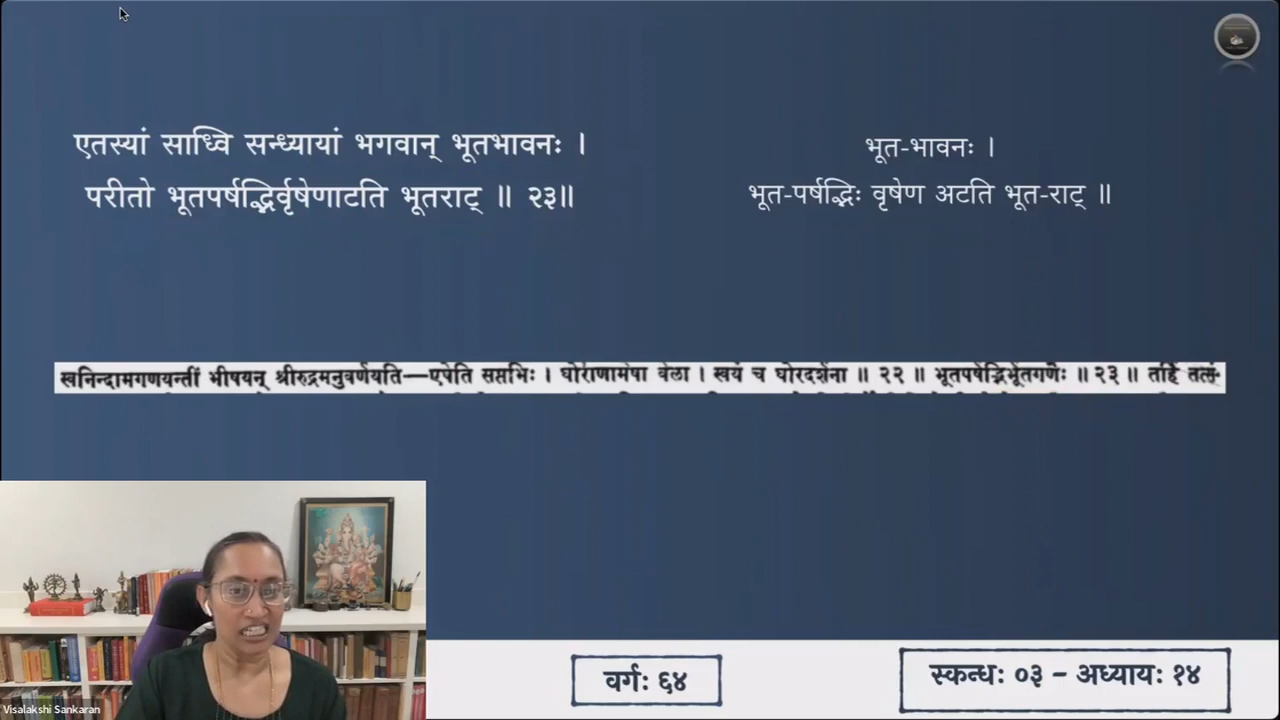 एतस्यां साध्वि सन्ध्यायां भगवान् भूतभावनः ।
परीतो भूतपर्षद्भिर्वृषेणाटति भूतराट् ॥ २३॥
भूत-भावनः ।
भूत-पर्षद्भिः वृषेण अटति भूत-राट् ॥
स्वनिन्दामगणयन्तीं भीषयन् श्रीरुद्रमनुवर्णयति—एषेति सप्तभिः । घोराणामेषा वेला । स्वयं च घोरदर्शना ॥ २२ ॥ भूतपर्षद्भिर्भूतगणैः ॥ २३ ॥ तर्हि
वर्गः ६४
स्कन्धः ०३ – अध्यायः १४
Visalakshi Sankaran